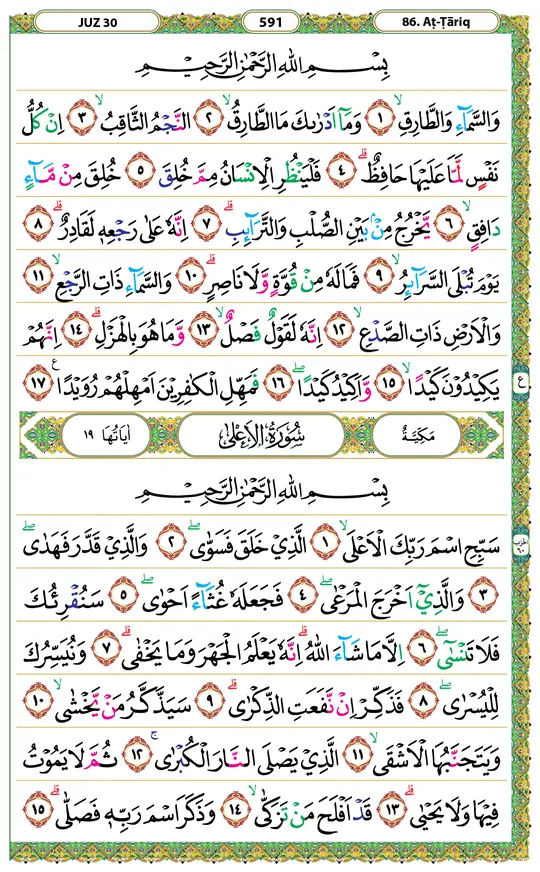 JUZ 30
591
86. Aṭ-Ṭāriq
بِسْمِ اللهِ الرَّحْمٰنِ الرَّحِيْمِ
وَالسَّمَآءِ وَالطَّارِقِۙ ١ وَمَآ اَدْرٰىكَ مَا الطَّارِقُۙ ٢ النَّجْمُ الثَّاقِبُۙ ٣ اِنْ كُلُّ
نَفْسٍ لَّمَّا عَلَيْهَا حَافِظٌۗ ٤ فَلْيَنْظُرِ الْاِنْسَانُ مِمَّ خُلِقَ ٥ خُلِقَ مِنْ مَّآءٍ
دَافِقٍۙ ٦ يَّخْرُجُ مِنْۢ بَيْنِ الصُّلْبِ وَالتَّرَآئِبِۗ ٧ اِنَّهٗ عَلٰى رَجْعِهٖ لَقَادِرٌۗ ٨
يَوْمَ تُبْلَى السَّرَآئِرُۙ ٩ فَمَا لَهٗ مِنْ قُوَّةٍ وَّلَا نَاصِرٍۗ ١٠ وَالسَّمَآءِ ذَاتِ الرَّجْعِۙ ١١
وَالْاَرْضِ ذَاتِ الصَّدْعِۙ ١٢ اِنَّهٗ لَقَوْلٌ فَصْلٌۙ ١٣ وَّمَا هُوَ بِالْهَزْلِۗ ١٤ اِنَّهُمْ
يَكِيْدُوْنَ كَيْدًاۙ ١٥ وَّاَكِيْدُ كَيْدًاۖ ١٦ فَمَهِّلِ الْكٰفِرِيْنَ اَمْهِلْهُمْ رُوَيْدًا ࣖ ١٧
ع
مَكِّيَّةٌ
سُوْرَةُ الْاَعْلٰى
اٰيَاتُهَا ١٩
بِسْمِ اللهِ الرَّحْمٰنِ الرَّحِيْمِ
سَبِّحِ اسْمَ رَبِّكَ الْاَعْلَىۙ ١ الَّذِيْ خَلَقَ فَسَوّٰىۖ ٢ وَالَّذِيْ قَدَّرَ فَهَدٰىۖ
٣ وَالَّذِيْٓ اَخْرَجَ الْمَرْعٰىۖ ٤ فَجَعَلَهٗ غُثَآءً اَحْوٰىۖ ٥ سَنُقْرِئُكَ
فَلَا تَنْسٰىٓۖ ٦ اِلَّا مَا شَآءَ اللهُۗ اِنَّهٗ يَعْلَمُ الْجَهْرَ وَمَا يَخْفٰىۗ ٧ وَنُيَسِّرُكَ
لِلْيُسْرٰىۖ ٨ فَذَكِّرْ اِنْ نَّفَعَتِ الذِّكْرٰىۗ ٩ سَيَذَّكَّرُ مَنْ يَّخْشٰىۙ ١٠
وَيَتَجَنَّبُهَا الْاَشْقَىۙ ١١ الَّذِيْ يَصْلَى النَّارَ الْكُبْرٰىۚ ١٢ ثُمَّ لَا يَمُوْتُ
فِيْهَا وَلَا يَحْيٰىۗ ١٣ قَدْ اَفْلَحَ مَنْ تَزَكّٰىۙ ١٤ وَذَكَرَ اسْمَ رَبِّهٖ فَصَلّٰىۗ ١٥